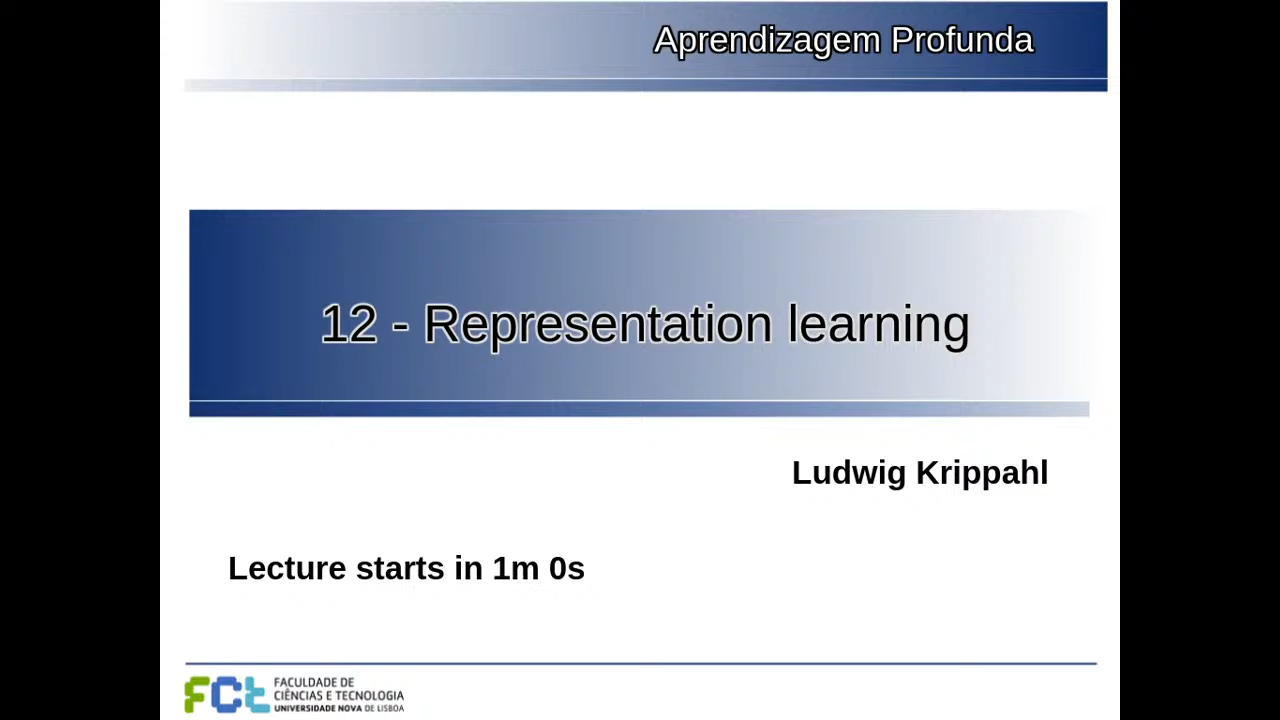 Aprendizagem Profunda
12 - Representation learning
Ludwig Krippahl
Lecture starts in 1m 0s
FCt
FACULDADE DE
CIÊNCIAS E TECNOLOGIA
UNIVERSIDADE NOVA DE LISBOA